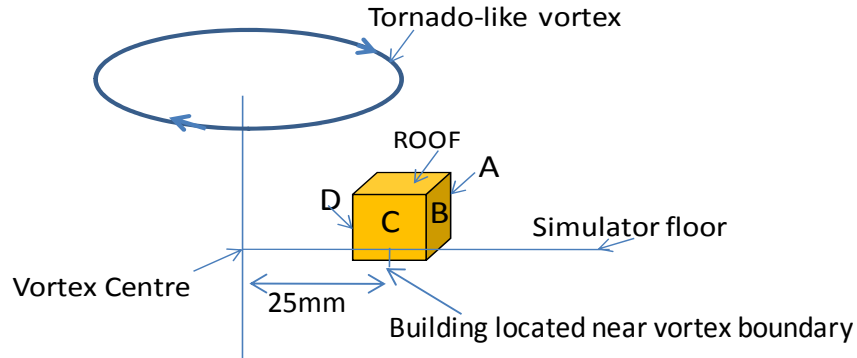 Tornado-like vortex
ROOF
A
D
B
C
Simulator floor
Vortex Centre
25mm
Building located near vortex boundary